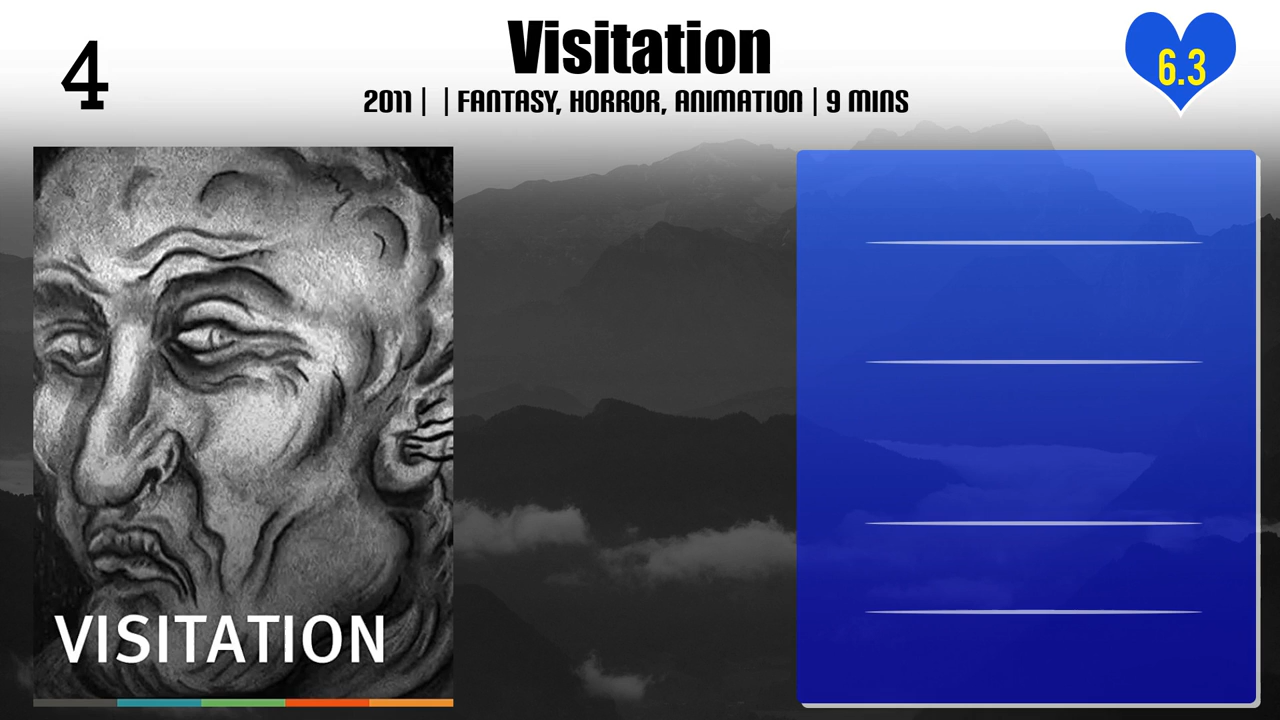 4
Visitation
6.3
2011 | | FANTASY, HORROR, ANIMATION | 9 MINS
VISITATION